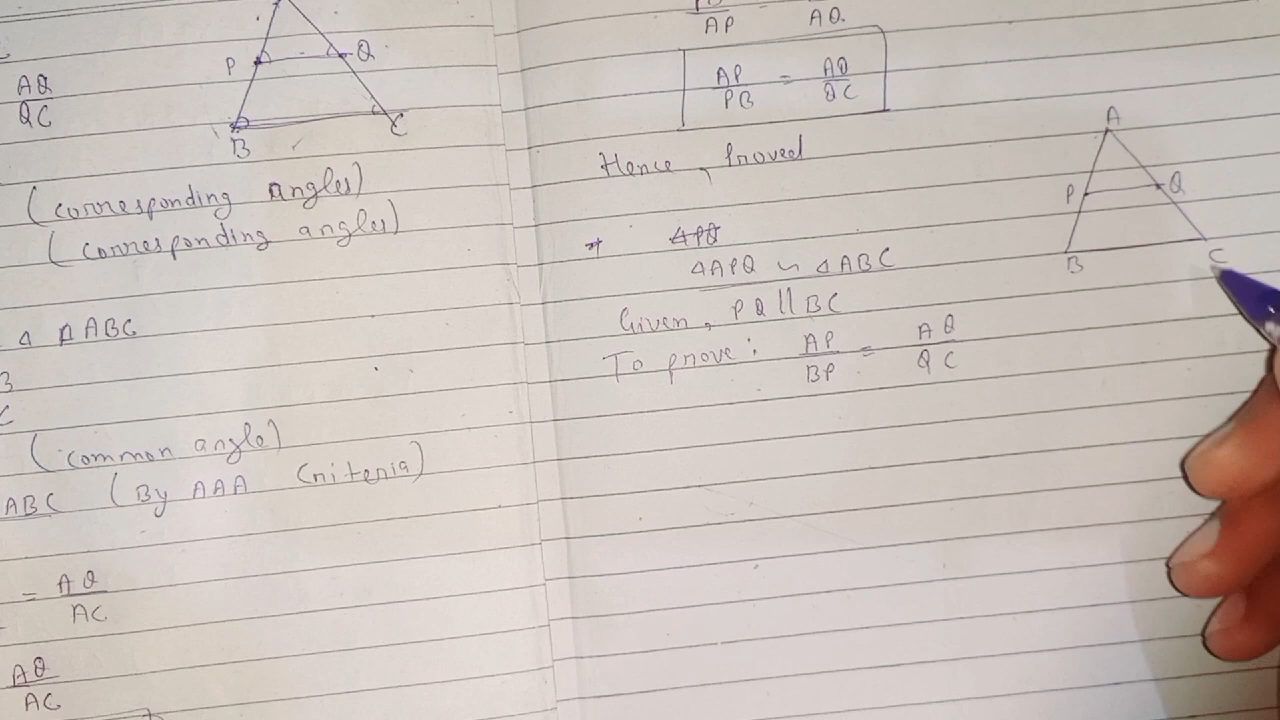 AQ
QC
P
Q
B
C
(corresponding angles)
(corresponding angles)
△ ABC
B
C
(common angle)
ABC (By AAA Criteria)
= AQ
AC
AQ
AC
AP
AQ
AP = AQ
PB QC
Hence, Proved
△APQ ~ △ABC
Given, PQ || BC
To prove: AP = AQ
BP QC
A
P
Q
B
C